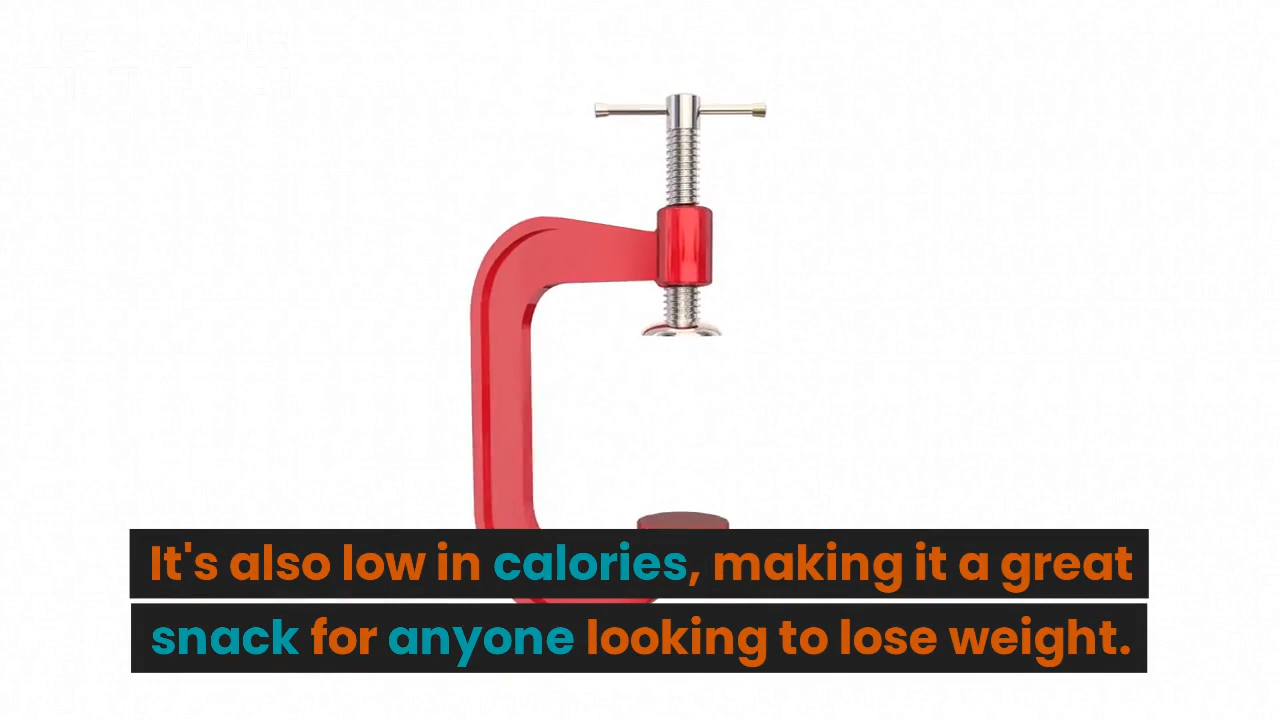 It's also low in calories, making it a great
snack for anyone looking to lose weight.